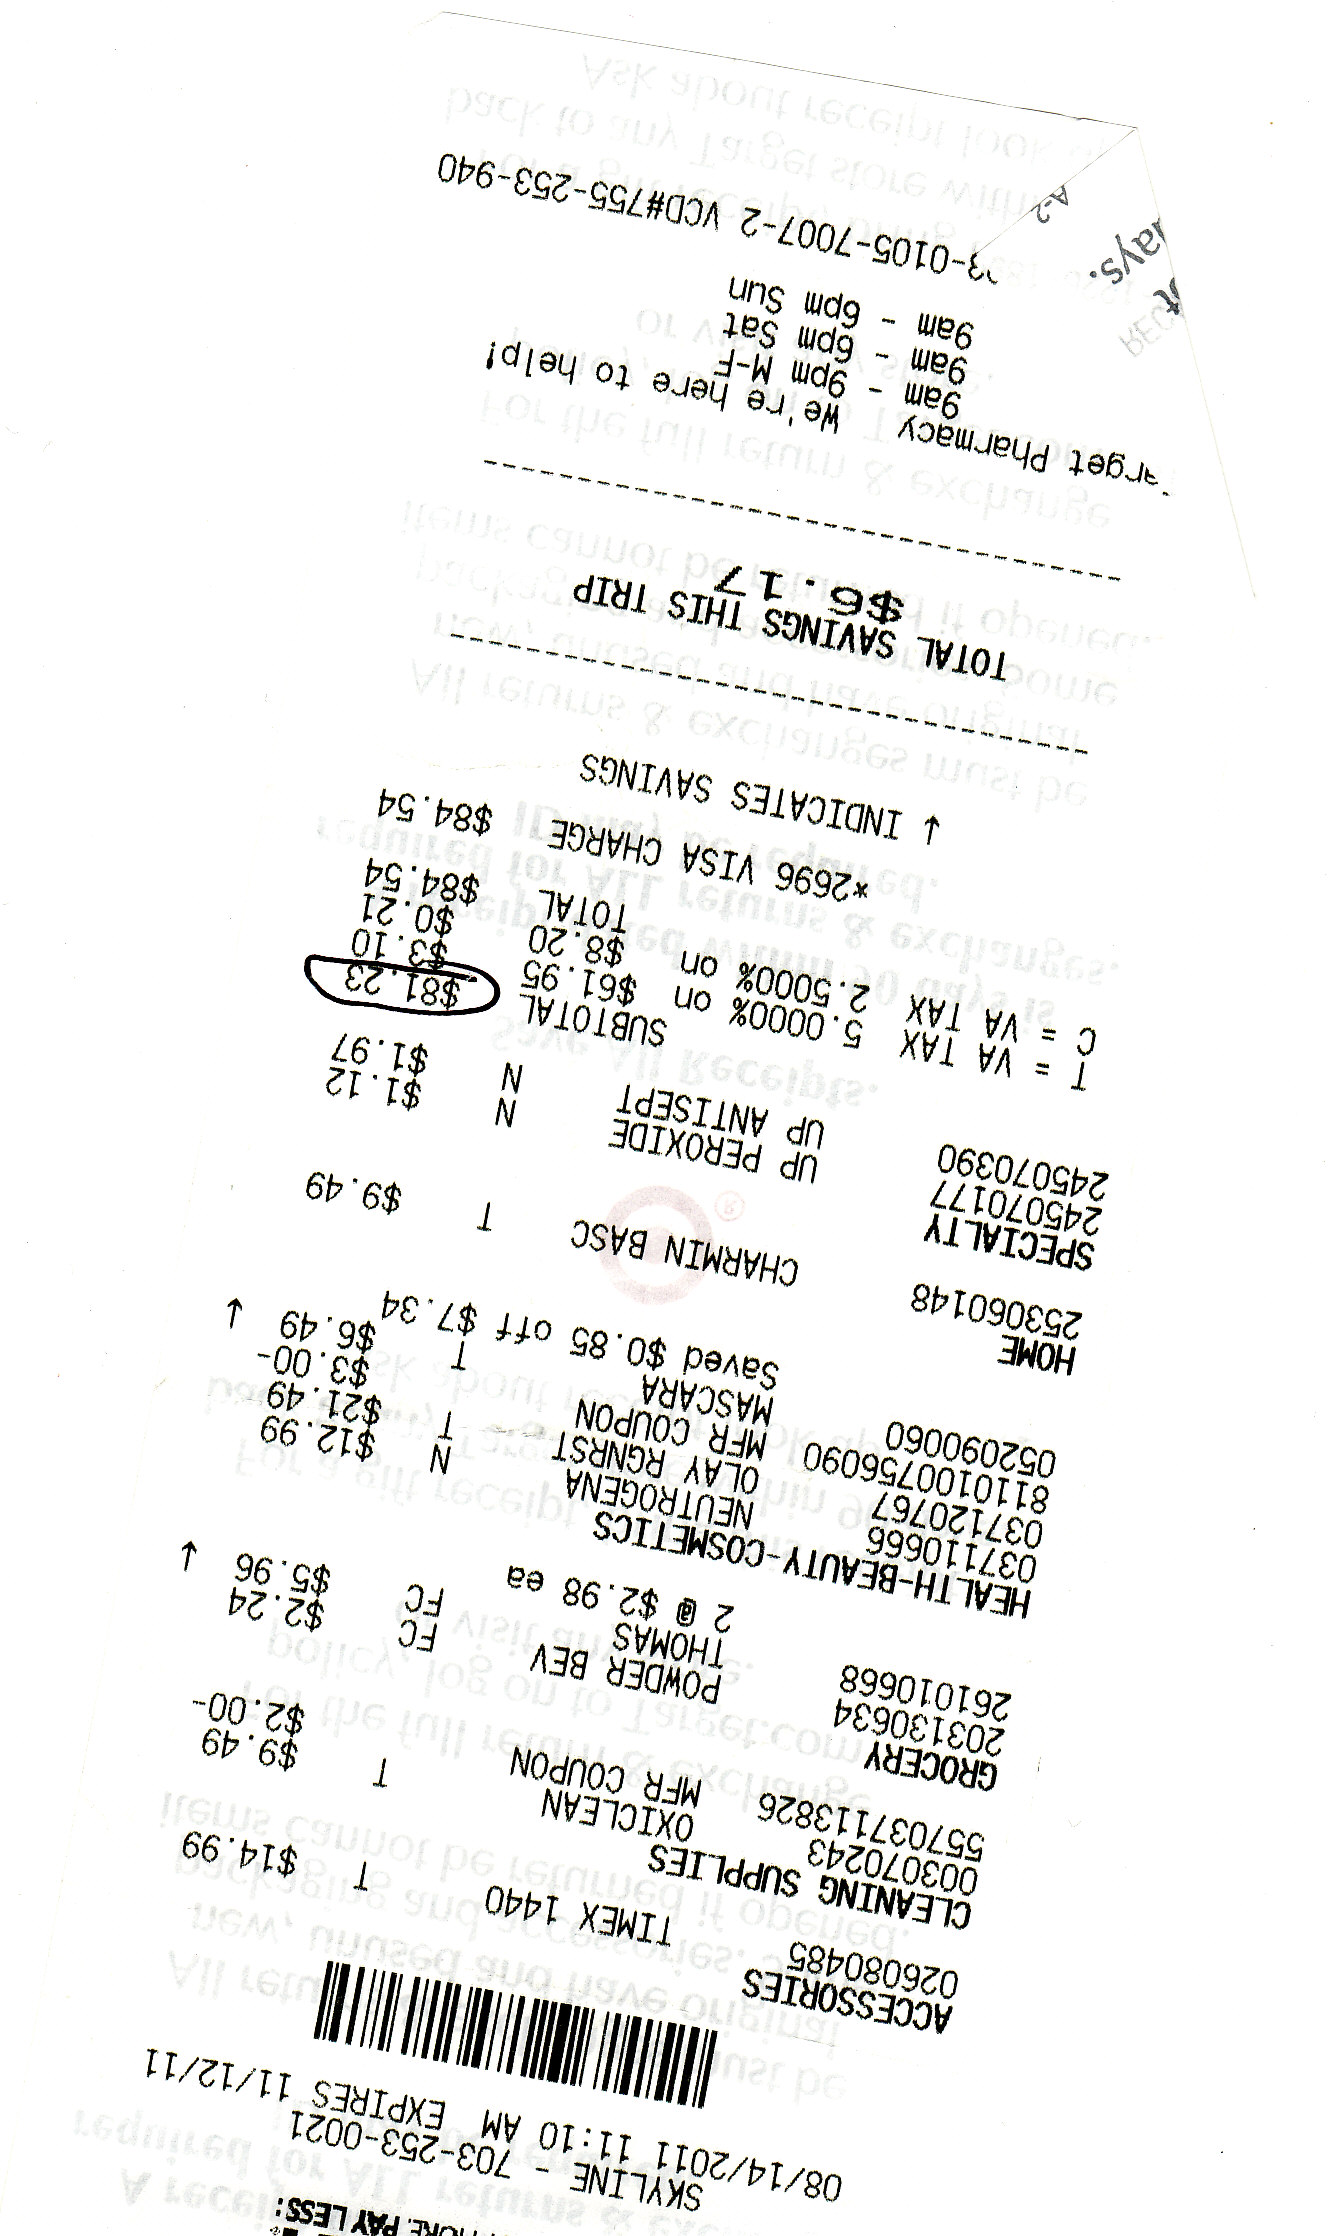 MORE. PAY LESS:
SKYLINE - 703-253-0021
08/14/2011 11:10 AM EXPIRES 11/12/11
ACCESSORIES
026080485 TIMEX 1440 T $14.99
CLEANING SUPPLIES
003070243 OXICLEAN T $9.49
557037113826 MFR COUPON $2.00-
GROCERY
203130634 POWDER BEV FC $2.24
261010668 THOMAS FC $5.96 ↓
2 @ $2.98 ea
HEALTH-BEAUTY-COSMETICS
037110666 NEUTROGENA N $12.99
037120767 OLAY RGNRST T $21.49
8110100756090 MFR COUPON $3.00-
052090060 MASCARA T $6.49 ↓
Saved $0.85 off $7.34
HOME
253060148 CHARMIN BASC T $9.49
SPECIALTY
245070177 UP PEROXIDE N $1.12
245070390 UP ANTISEPT N $1.97
SUBTOTAL $81.23
T = VA TAX 5.0000% on $61.95 $3.10
C = VA TAX 2.5000% on $8.20 $0.21
TOTAL $84.54
*2696 VISA CHARGE $84.54
↓ INDICATES SAVINGS
TOTAL SAVINGS THIS TRIP
$6.17
arget Pharmacy We're here to help!
9am - 9pm M-F
9am - 6pm Sat
9am - 6pm Sun
3-0105-7007-2 VCD#755-253-940
A-2